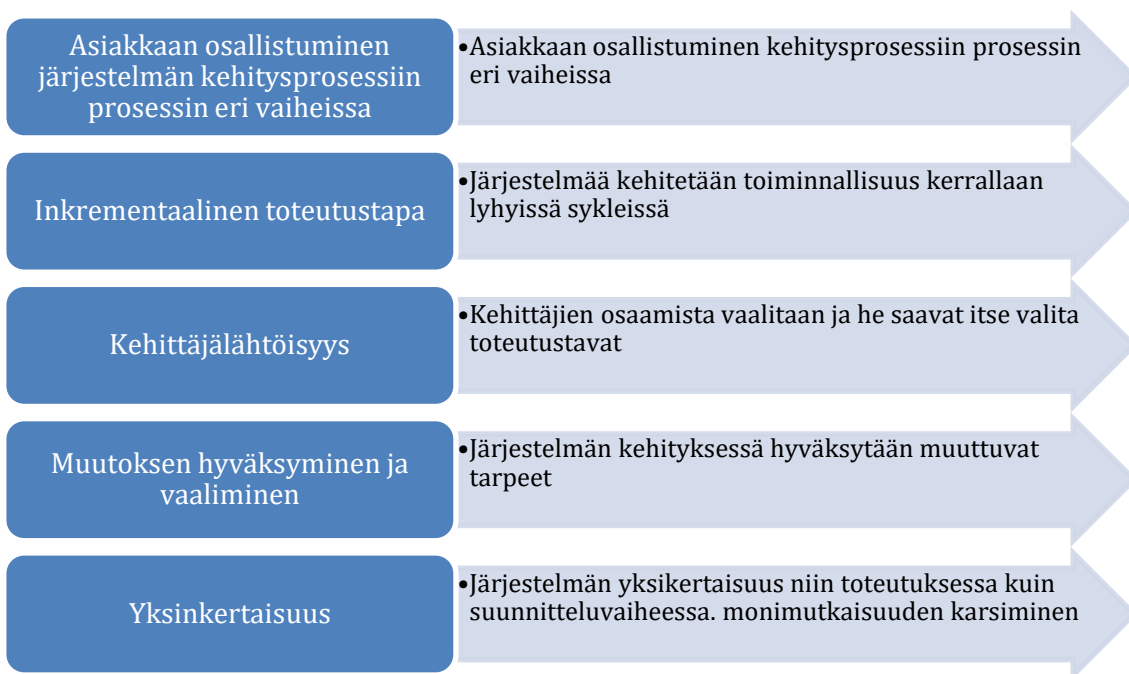 Asiakkaan osallistuminen
järjestelmän kehitysprosessiin
prosessin eri vaiheissa
•Asiakkaan osallistuminen kehitysprosessiin prosessin
eri vaiheissa
Inkrementaalinen toteutustapa
•Järjestelmää kehitetään toiminnallisuus kerrallaan
lyhyissä sykleissä
Kehittäjälähtöisyys
•Kehittäjien osaamista vaalitaan ja he saavat itse valita
toteutustavat
Muutoksen hyväksyminen ja
vaaliminen
•Järjestelmän kehityksessä hyväksytään muuttuvat
tarpeet
Yksinkertaisuus
•Järjestelmän yksikertaisuus niin toteutuksessa kuin
suunnitteluvaiheessa. monimutkaisuuden karsiminen